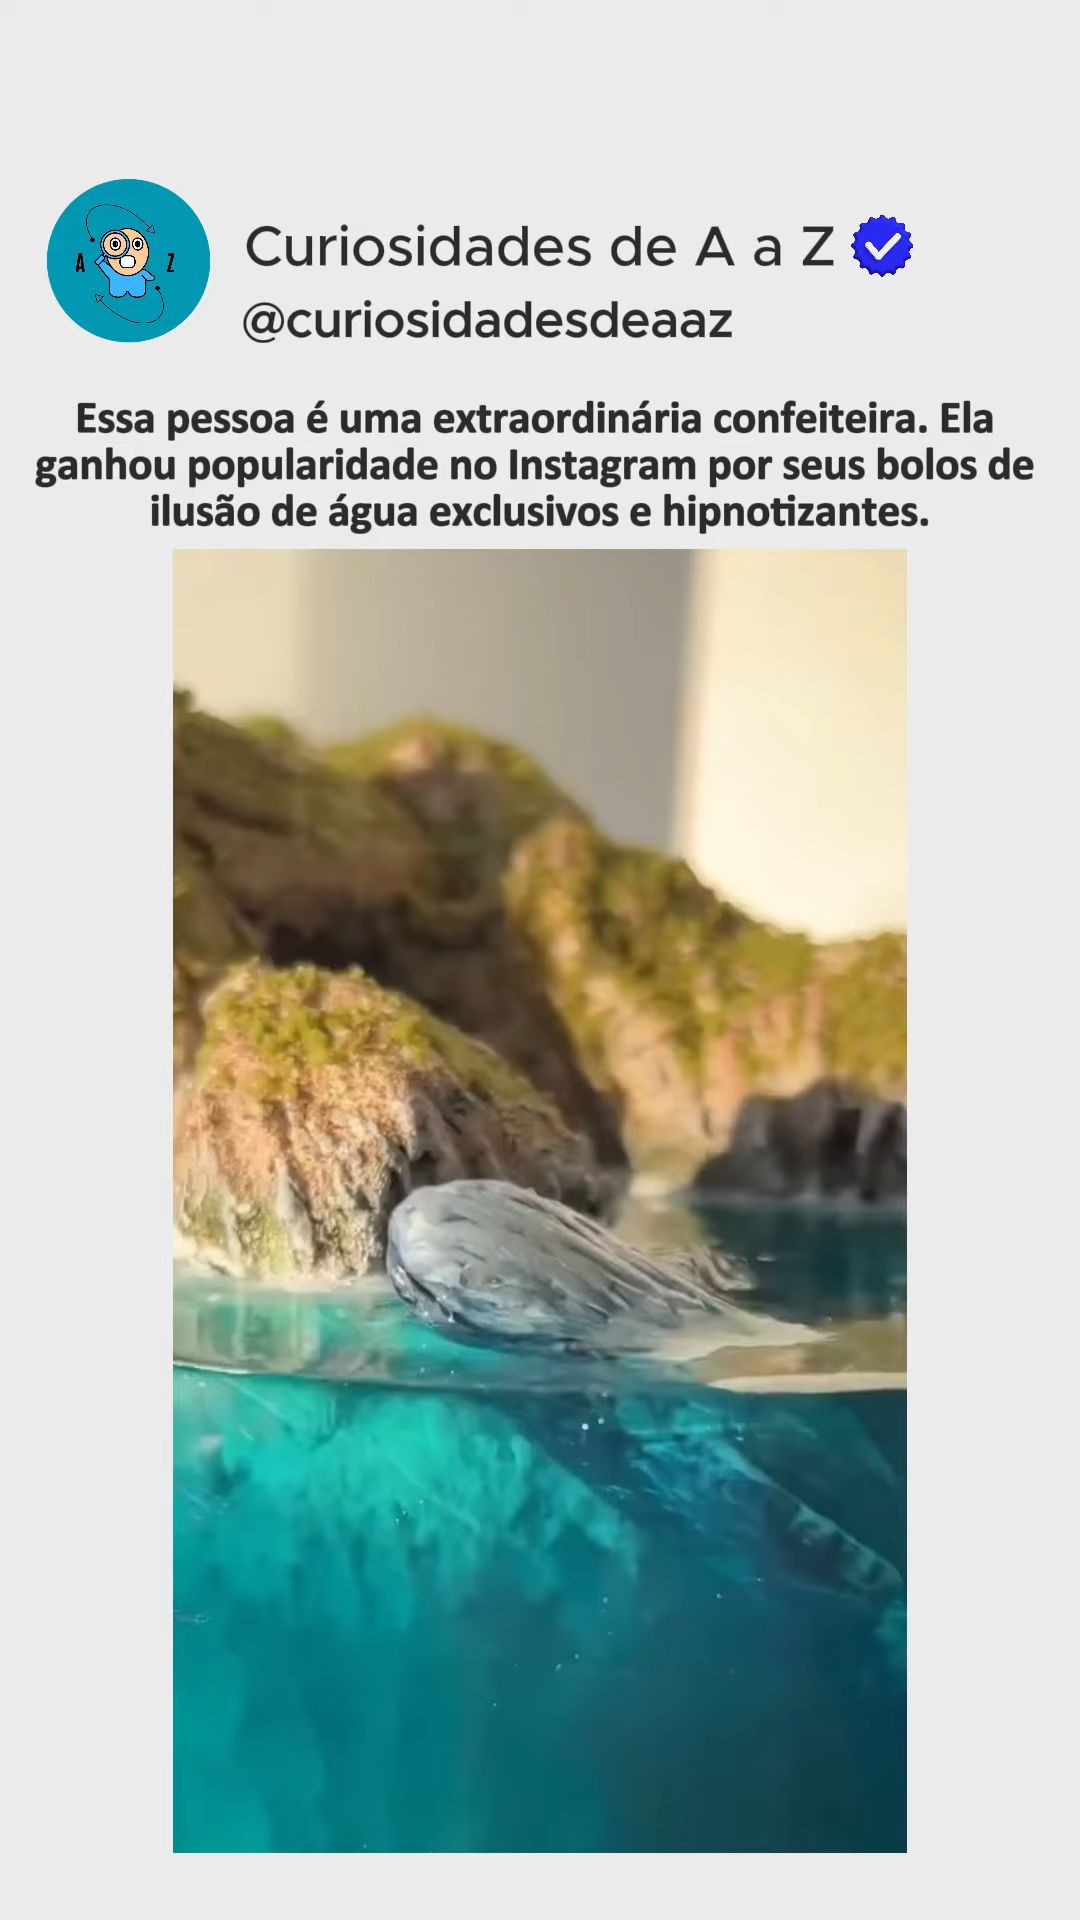 A Z
Curiosidades de A a Z
@curiosidadesdeaaz
Essa pessoa é uma extraordinária confeiteira. Ela
ganhou popularidade no Instagram por seus bolos de
ilusão de água exclusivos e hipnotizantes.